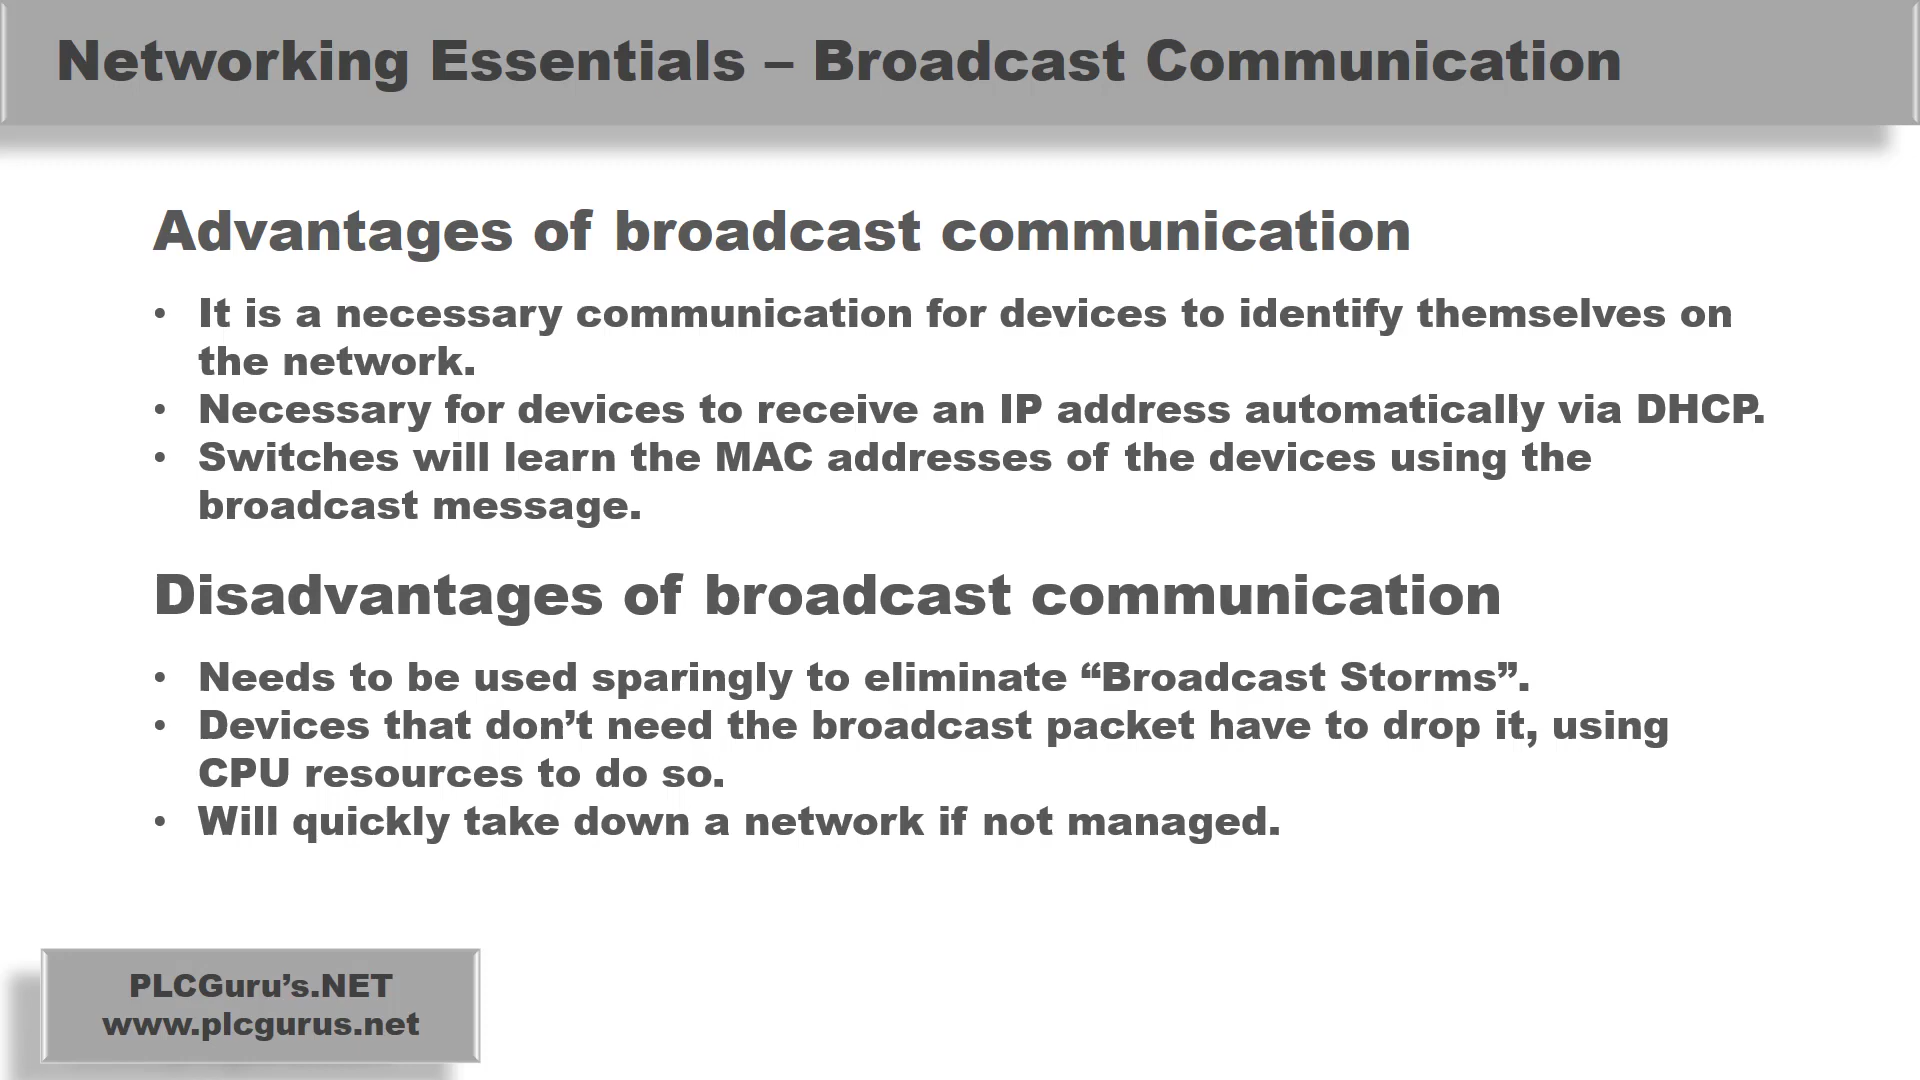 Networking Essentials – Broadcast Communication
Advantages of broadcast communication
• It is a necessary communication for devices to identify themselves on
the network.
• Necessary for devices to receive an IP address automatically via DHCP.
• Switches will learn the MAC addresses of the devices using the
broadcast message.
Disadvantages of broadcast communication
• Needs to be used sparingly to eliminate “Broadcast Storms”.
• Devices that don’t need the broadcast packet have to drop it, using
CPU resources to do so.
• Will quickly take down a network if not managed.
PLCGuru’s.NET
www.plcgurus.net